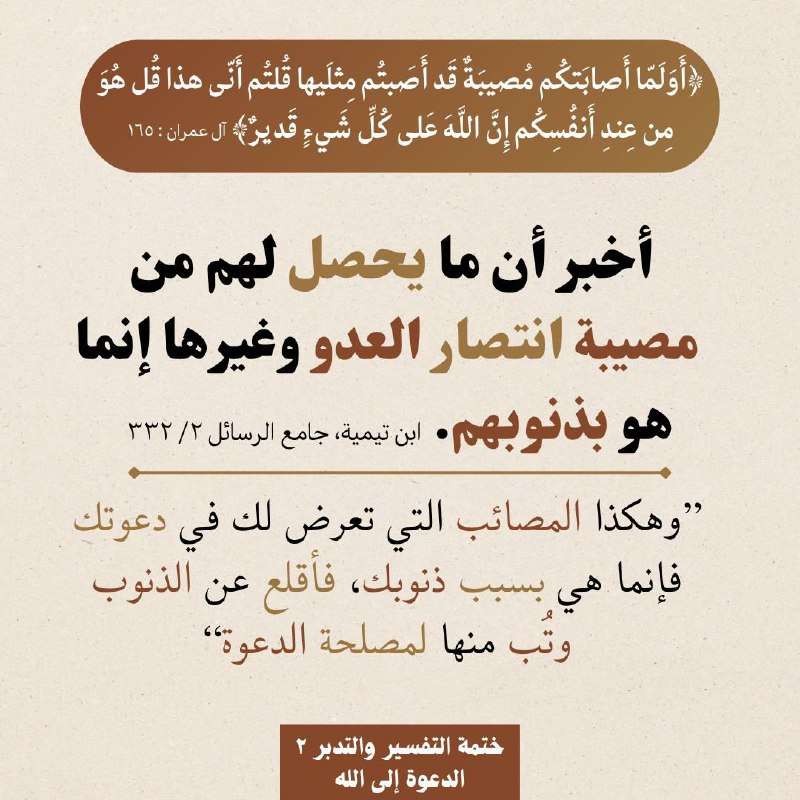 ﴿أَوَلَمّا أَصابَتكُم مُصيبَةٌ قَد أَصَبتُم مِثلَيها قُلتُم أَنّى هذا قُل هُوَ
مِن عِندِ أَنفُسِكُم إِنَّ اللَّهَ عَلى كُلِّ شَيءٍ قَديرٌ﴾ آل عمران : ١٦٥
أخبر أن ما يحصل لهم من
مصيبة انتصار العدو وغيرها إنما
هو بذنوبهم. ابن تيمية، جامع الرسائل ٢/ ٣٣٢
”وهكذا المصائب التي تعرض لك في دعوتك
فإنما هي بسبب ذنوبك، فأقلع عن الذنوب
وتُب منها لمصلحة الدعوة“
ختمة التفسير والتدبر ٢
الدعوة إلى الله